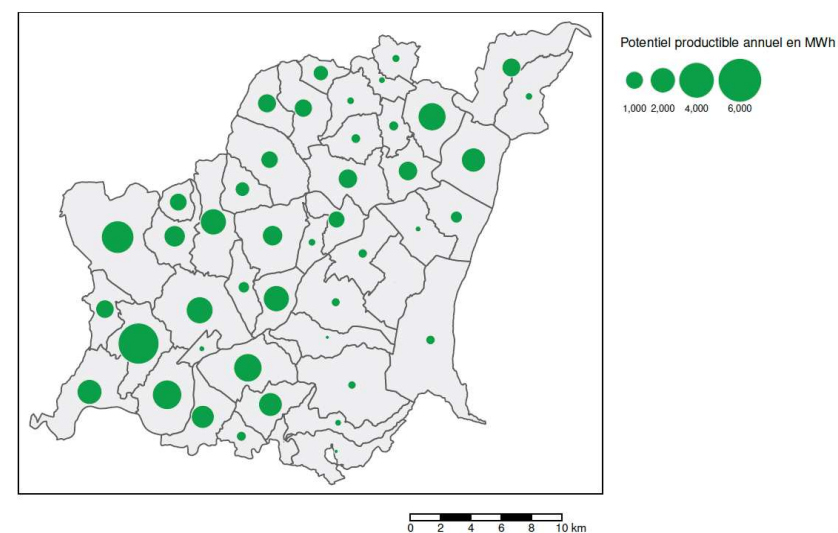 Potentiel productible annuel en MWh
1,000 2,000 4,000 6,000
0 2 4 6 8 10 km